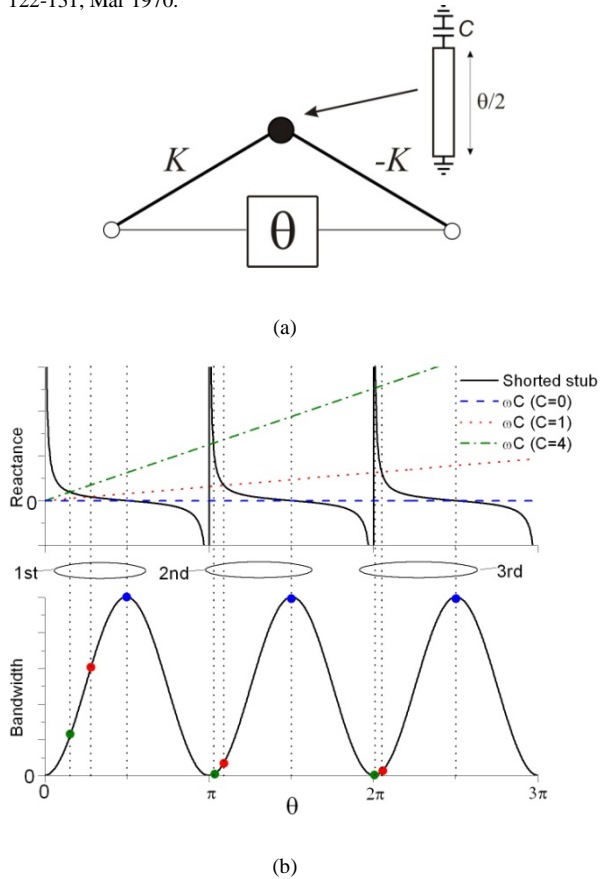 122-131, Mar 1970.
C
θ/2
K
-K
θ
(a)
Shorted stub
ωC (C=0)
ωC (C=1)
ωC (C=4)
Reactance
0
1st
2nd
3rd
Bandwidth
0
0
π
2π
3π
θ
(b)